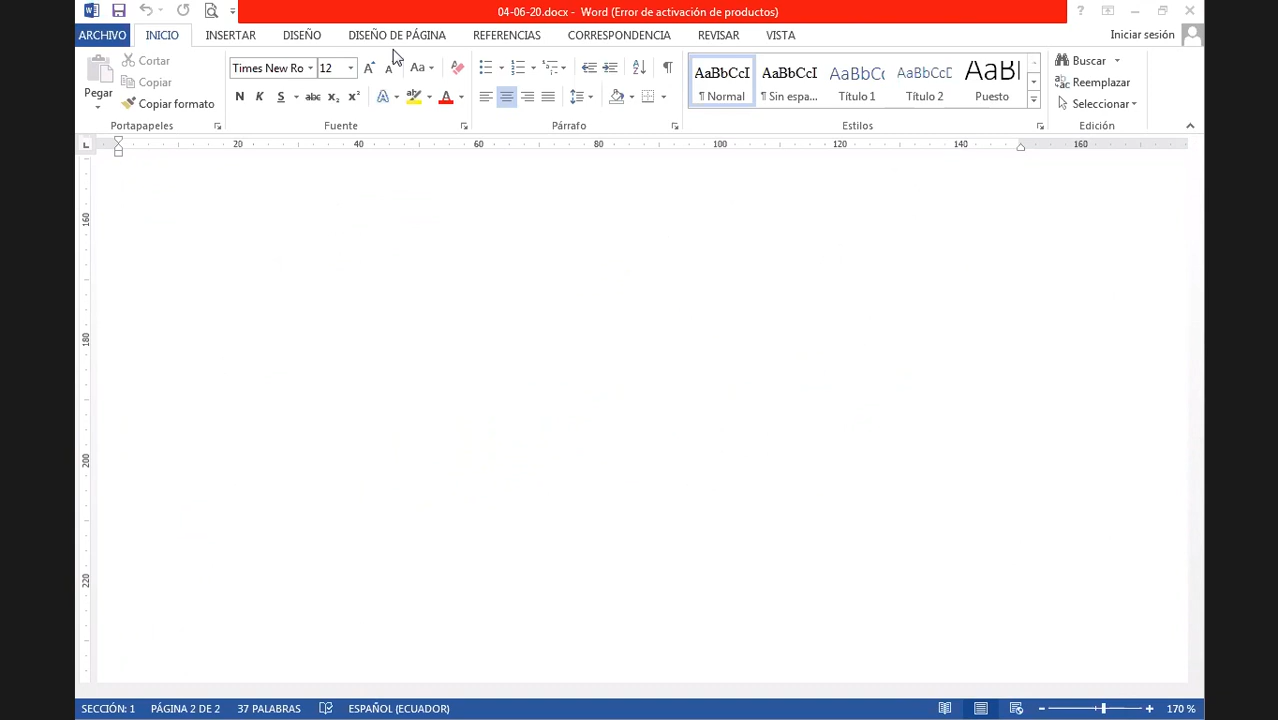 04-06-20.docx - Word (Error de activación de productos)
ARCHIVO INICIO INSERTAR DISEÑO DISEÑO DE PÁGINA REFERENCIAS CORRESPONDENCIA REVISAR VISTA Iniciar sesión
Pegar
Cortar
Copiar
Copiar formato
Portapapeles
Times New Ro 12
N K S abc x₂ x²
Fuente
Párrafo
AaBbCcI AaBbCcI AaBbCc AaBbCcD AaBl
¶ Normal ¶ Sin espa... Título 1 Título 2 Puesto
Estilos
Buscar
Reemplazar
Seleccionar
Edición
20 40 60 80 100 120 140 160
160
180
200
220
SECCIÓN: 1 PÁGINA 2 DE 2 37 PALABRAS ESPAÑOL (ECUADOR) 170 %